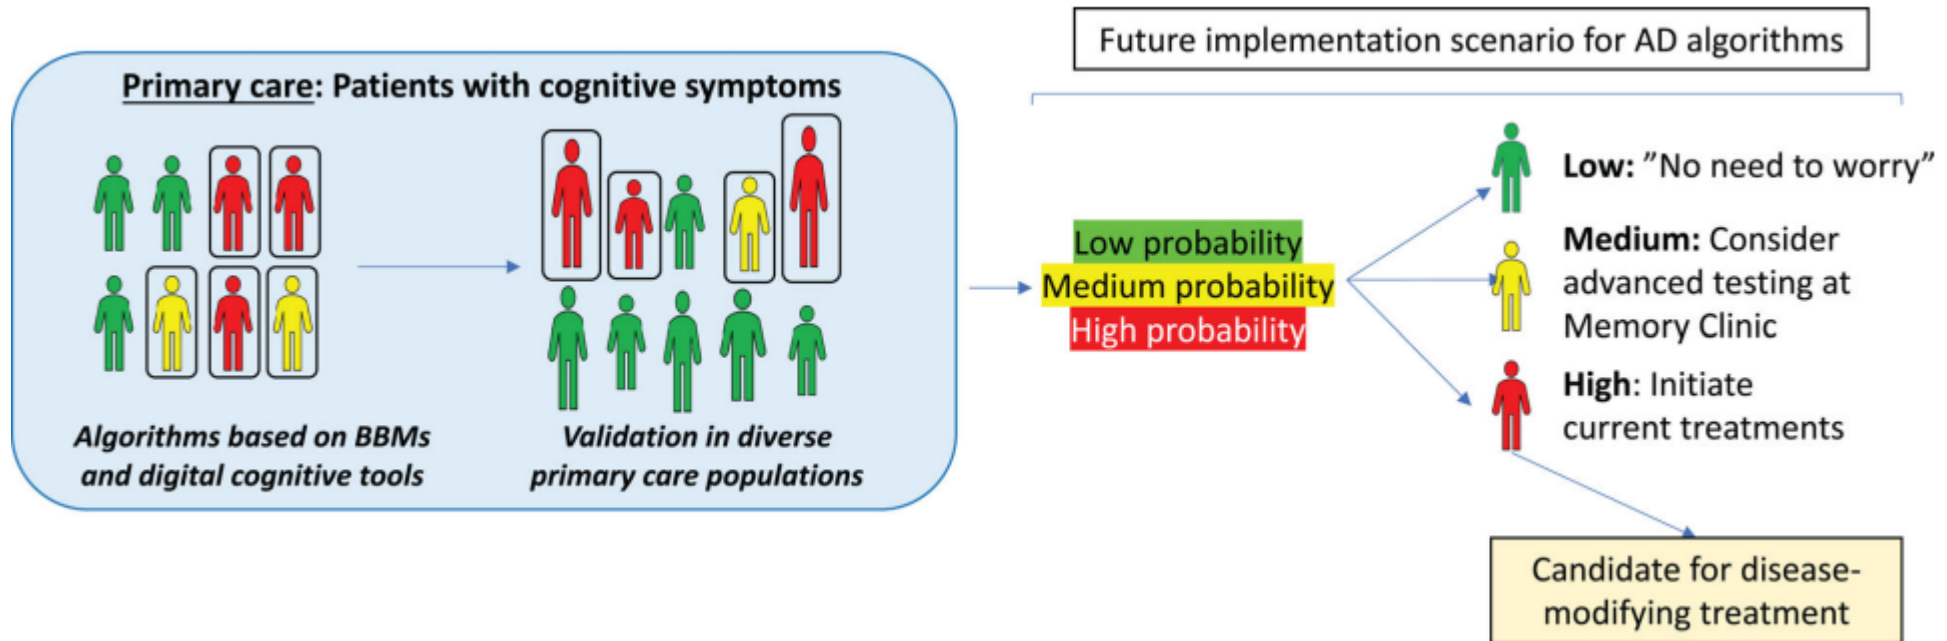 Future implementation scenario for AD algorithms
Primary care: Patients with cognitive symptoms
Algorithms based on BBMs
and digital cognitive tools
Validation in diverse
primary care populations
Low probability
Medium probability
High probability
Low: ”No need to worry”
Medium: Consider
advanced testing at
Memory Clinic
High: Initiate
current treatments
Candidate for disease-
modifying treatment